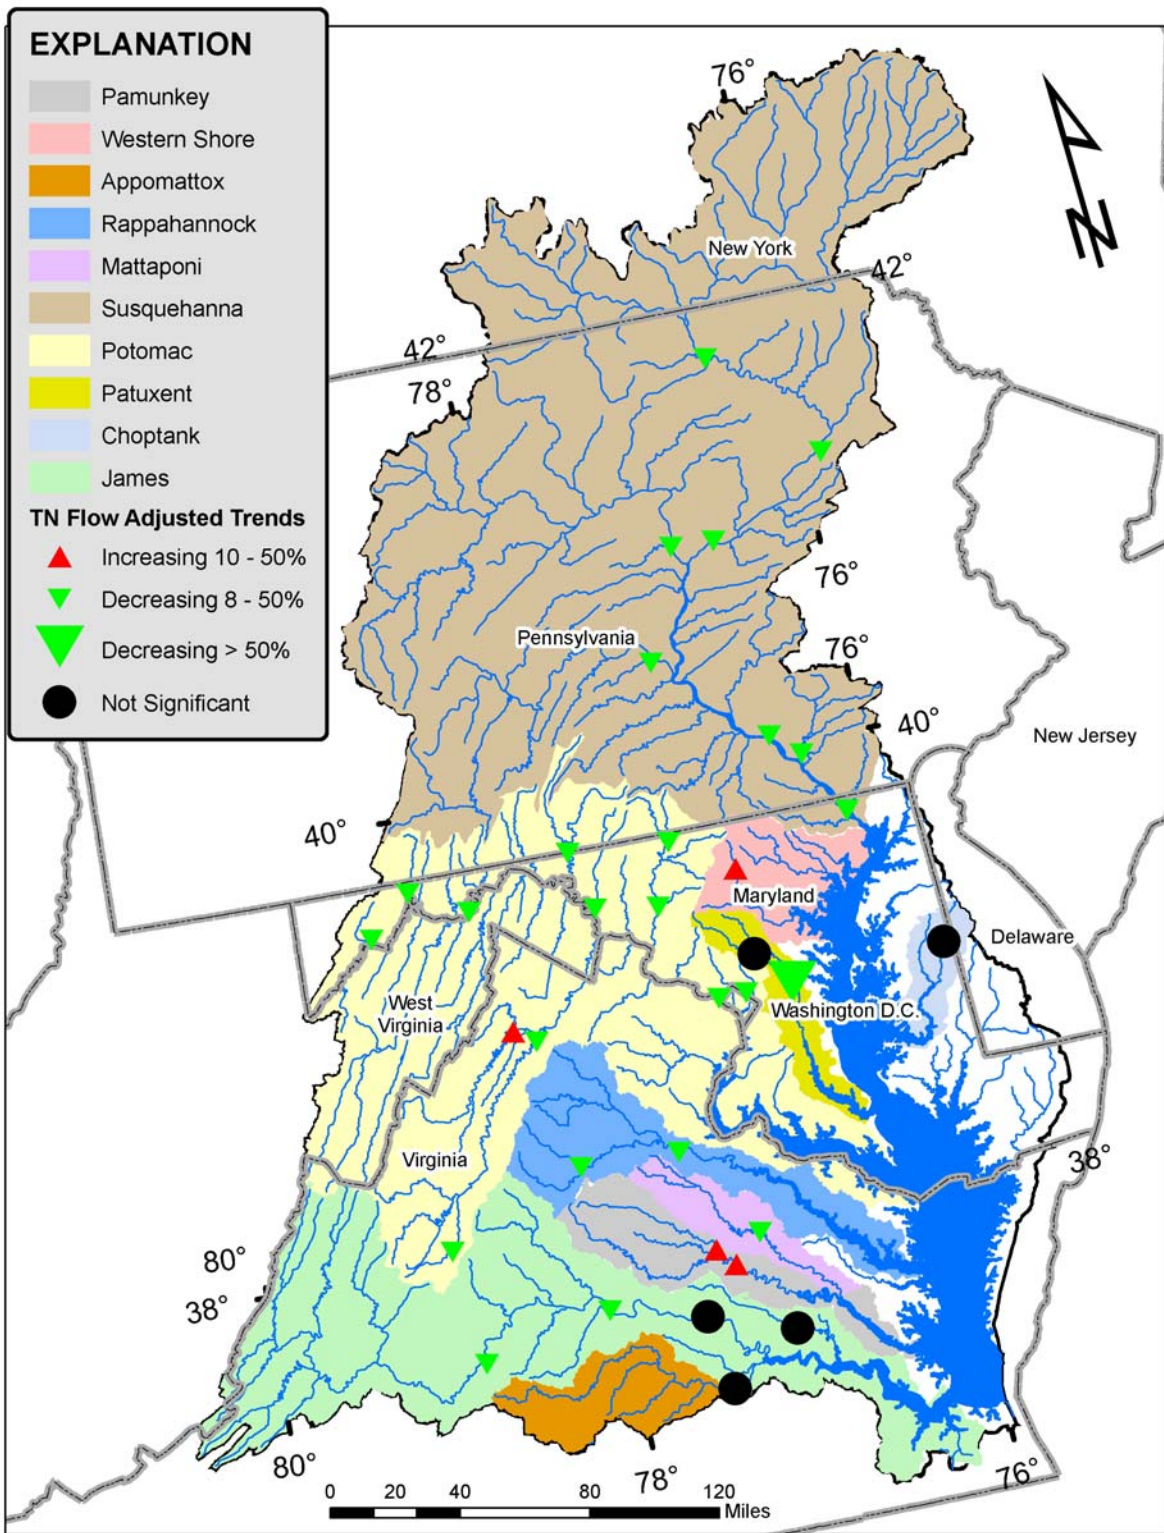 EXPLANATION
Pamunkey
Western Shore
Appomattox
Rappahannock
Mattaponi
Susquehanna
Potomac
Patuxent
Choptank
James
TN Flow Adjusted Trends
Increasing 10 - 50%
Decreasing 8 - 50%
Decreasing > 50%
Not Significant
76°
N
New York
42°
42°
78°
76°
Pennsylvania
76°
40°
New Jersey
40°
Maryland
Delaware
West
Virginia
Washington D.C.
Virginia
38°
80°
38°
80°
78°
76°
0 20 40 80 120
Miles